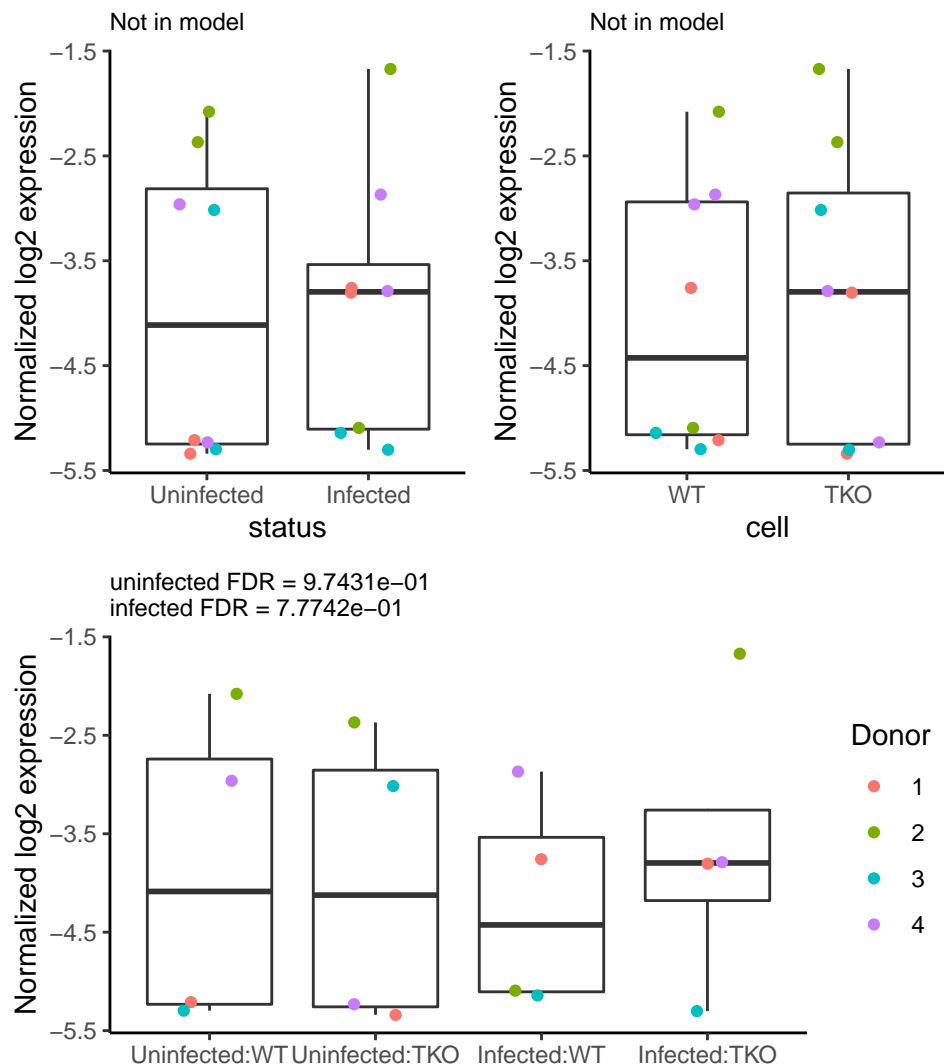 Not in model
Normalized log2 expression
−1.5
−2.5
−3.5
−4.5
−5.5
Uninfected
Infected
status
Not in model
Normalized log2 expression
−1.5
−2.5
−3.5
−4.5
−5.5
WT
TKO
cell
uninfected FDR = 9.7431e−01
infected FDR = 7.7742e−01
Normalized log2 expression
−1.5
−2.5
−3.5
−4.5
−5.5
Uninfected:WT
Uninfected:TKO
Infected:WT
Infected:TKO
Donor
1
2
3
4